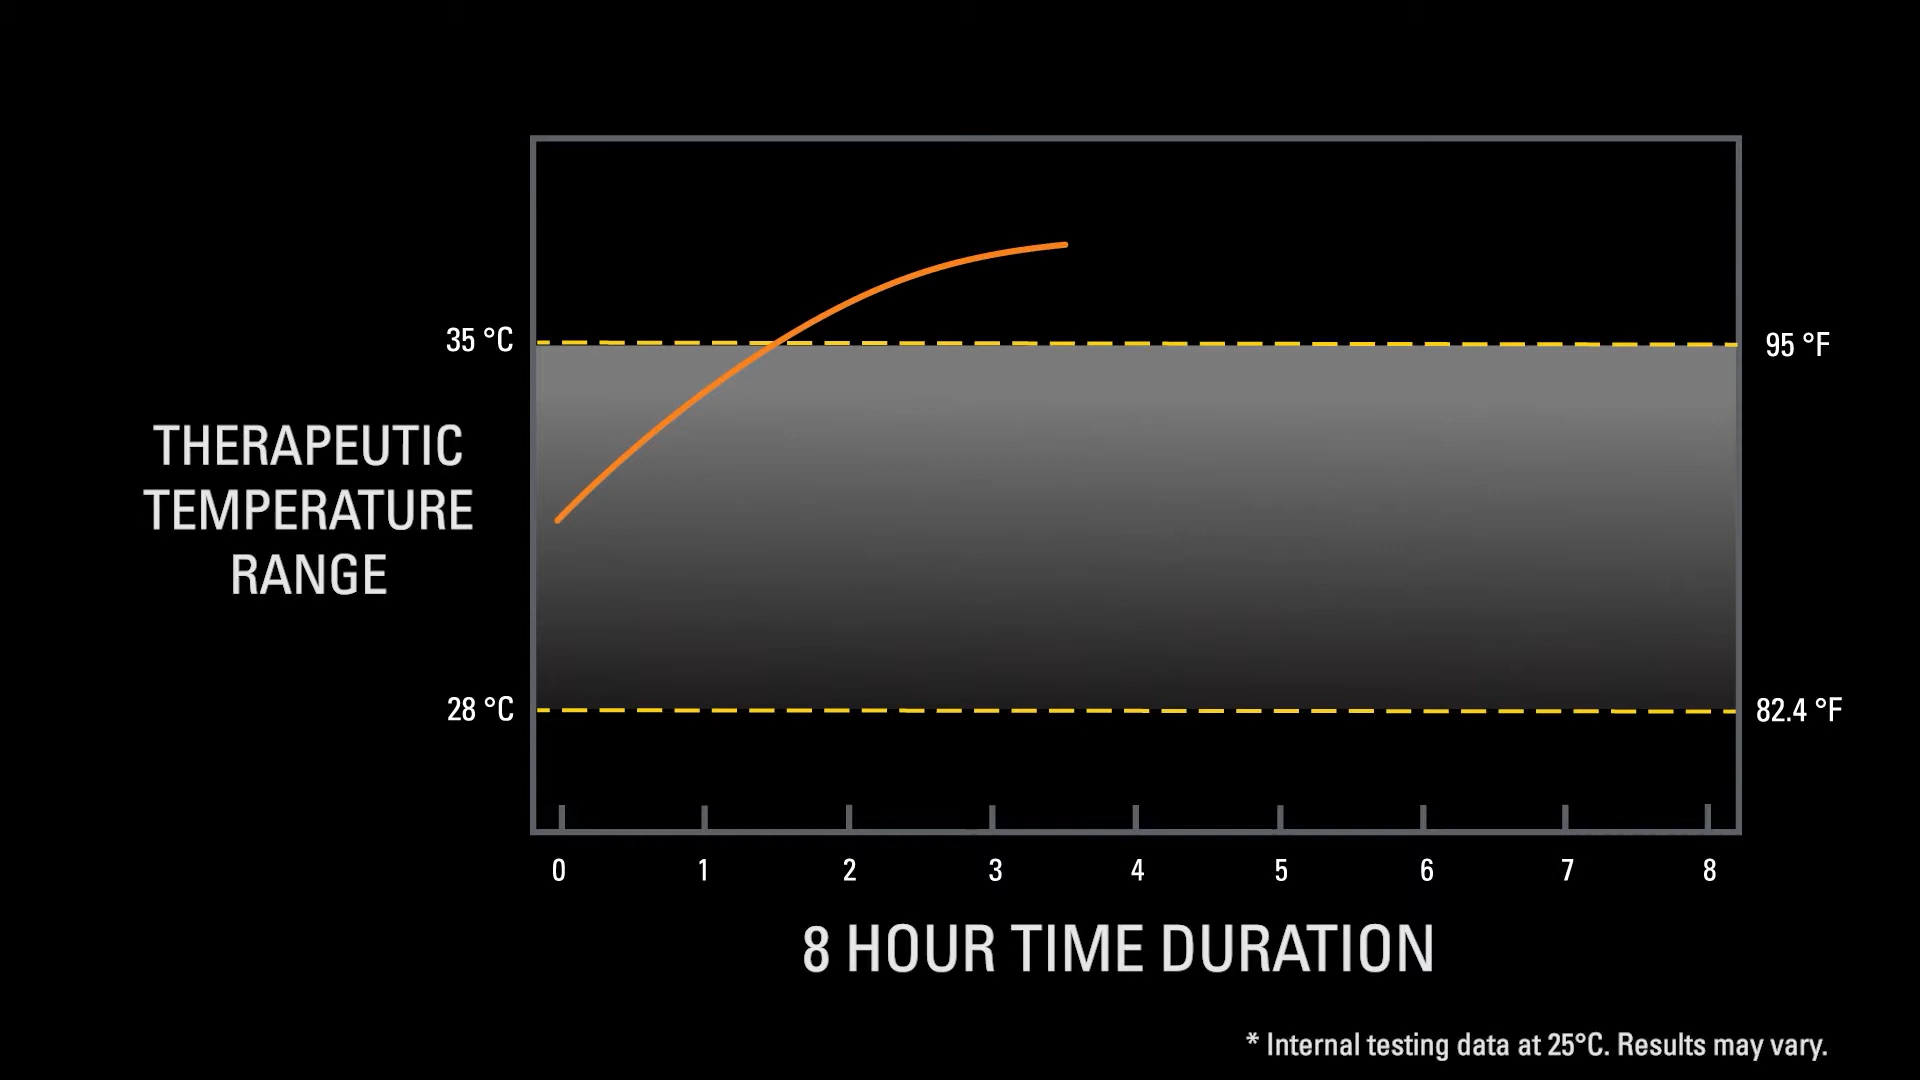 35 °C
95 °F
THERAPEUTIC
TEMPERATURE
RANGE
28 °C
82.4 °F
0 1 2 3 4 5 6 7 8
8 HOUR TIME DURATION
* Internal testing data at 25°C. Results may vary.